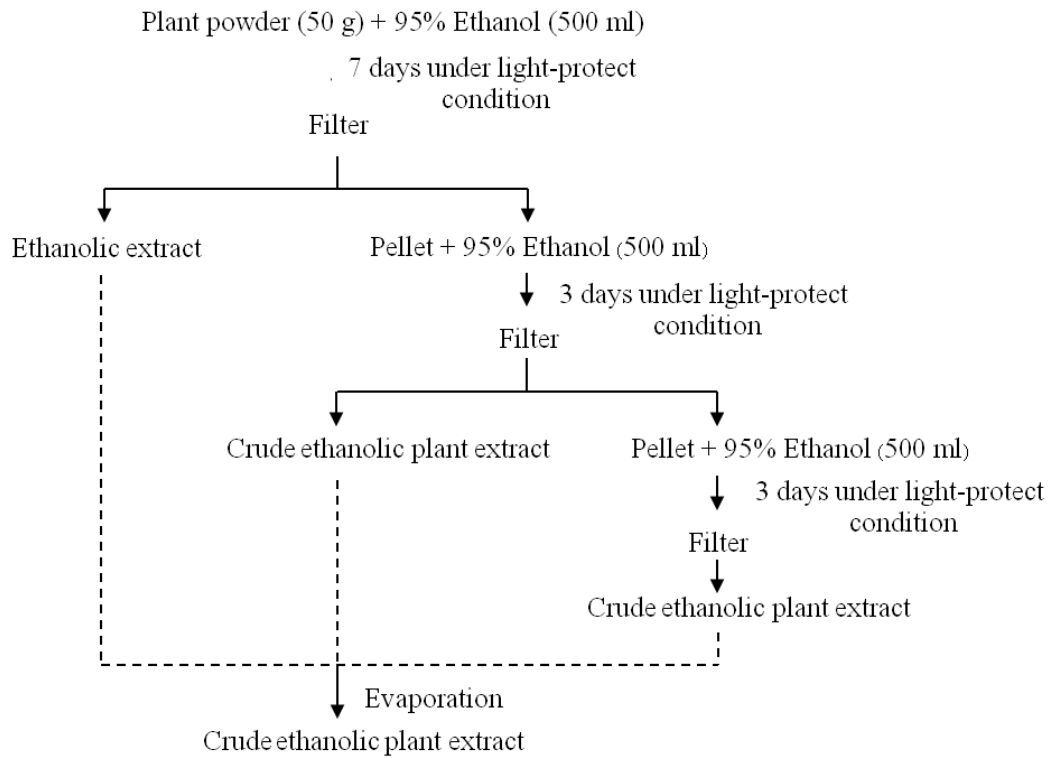 Plant powder (50 g) + 95% Ethanol (500 ml)
7 days under light-protect
condition
Filter
Ethanolic extract
Pellet + 95% Ethanol (500 ml)
3 days under light-protect
condition
Filter
Crude ethanolic plant extract
Pellet + 95% Ethanol (500 ml)
3 days under light-protect
condition
Filter
Crude ethanolic plant extract
Evaporation
Crude ethanolic plant extract